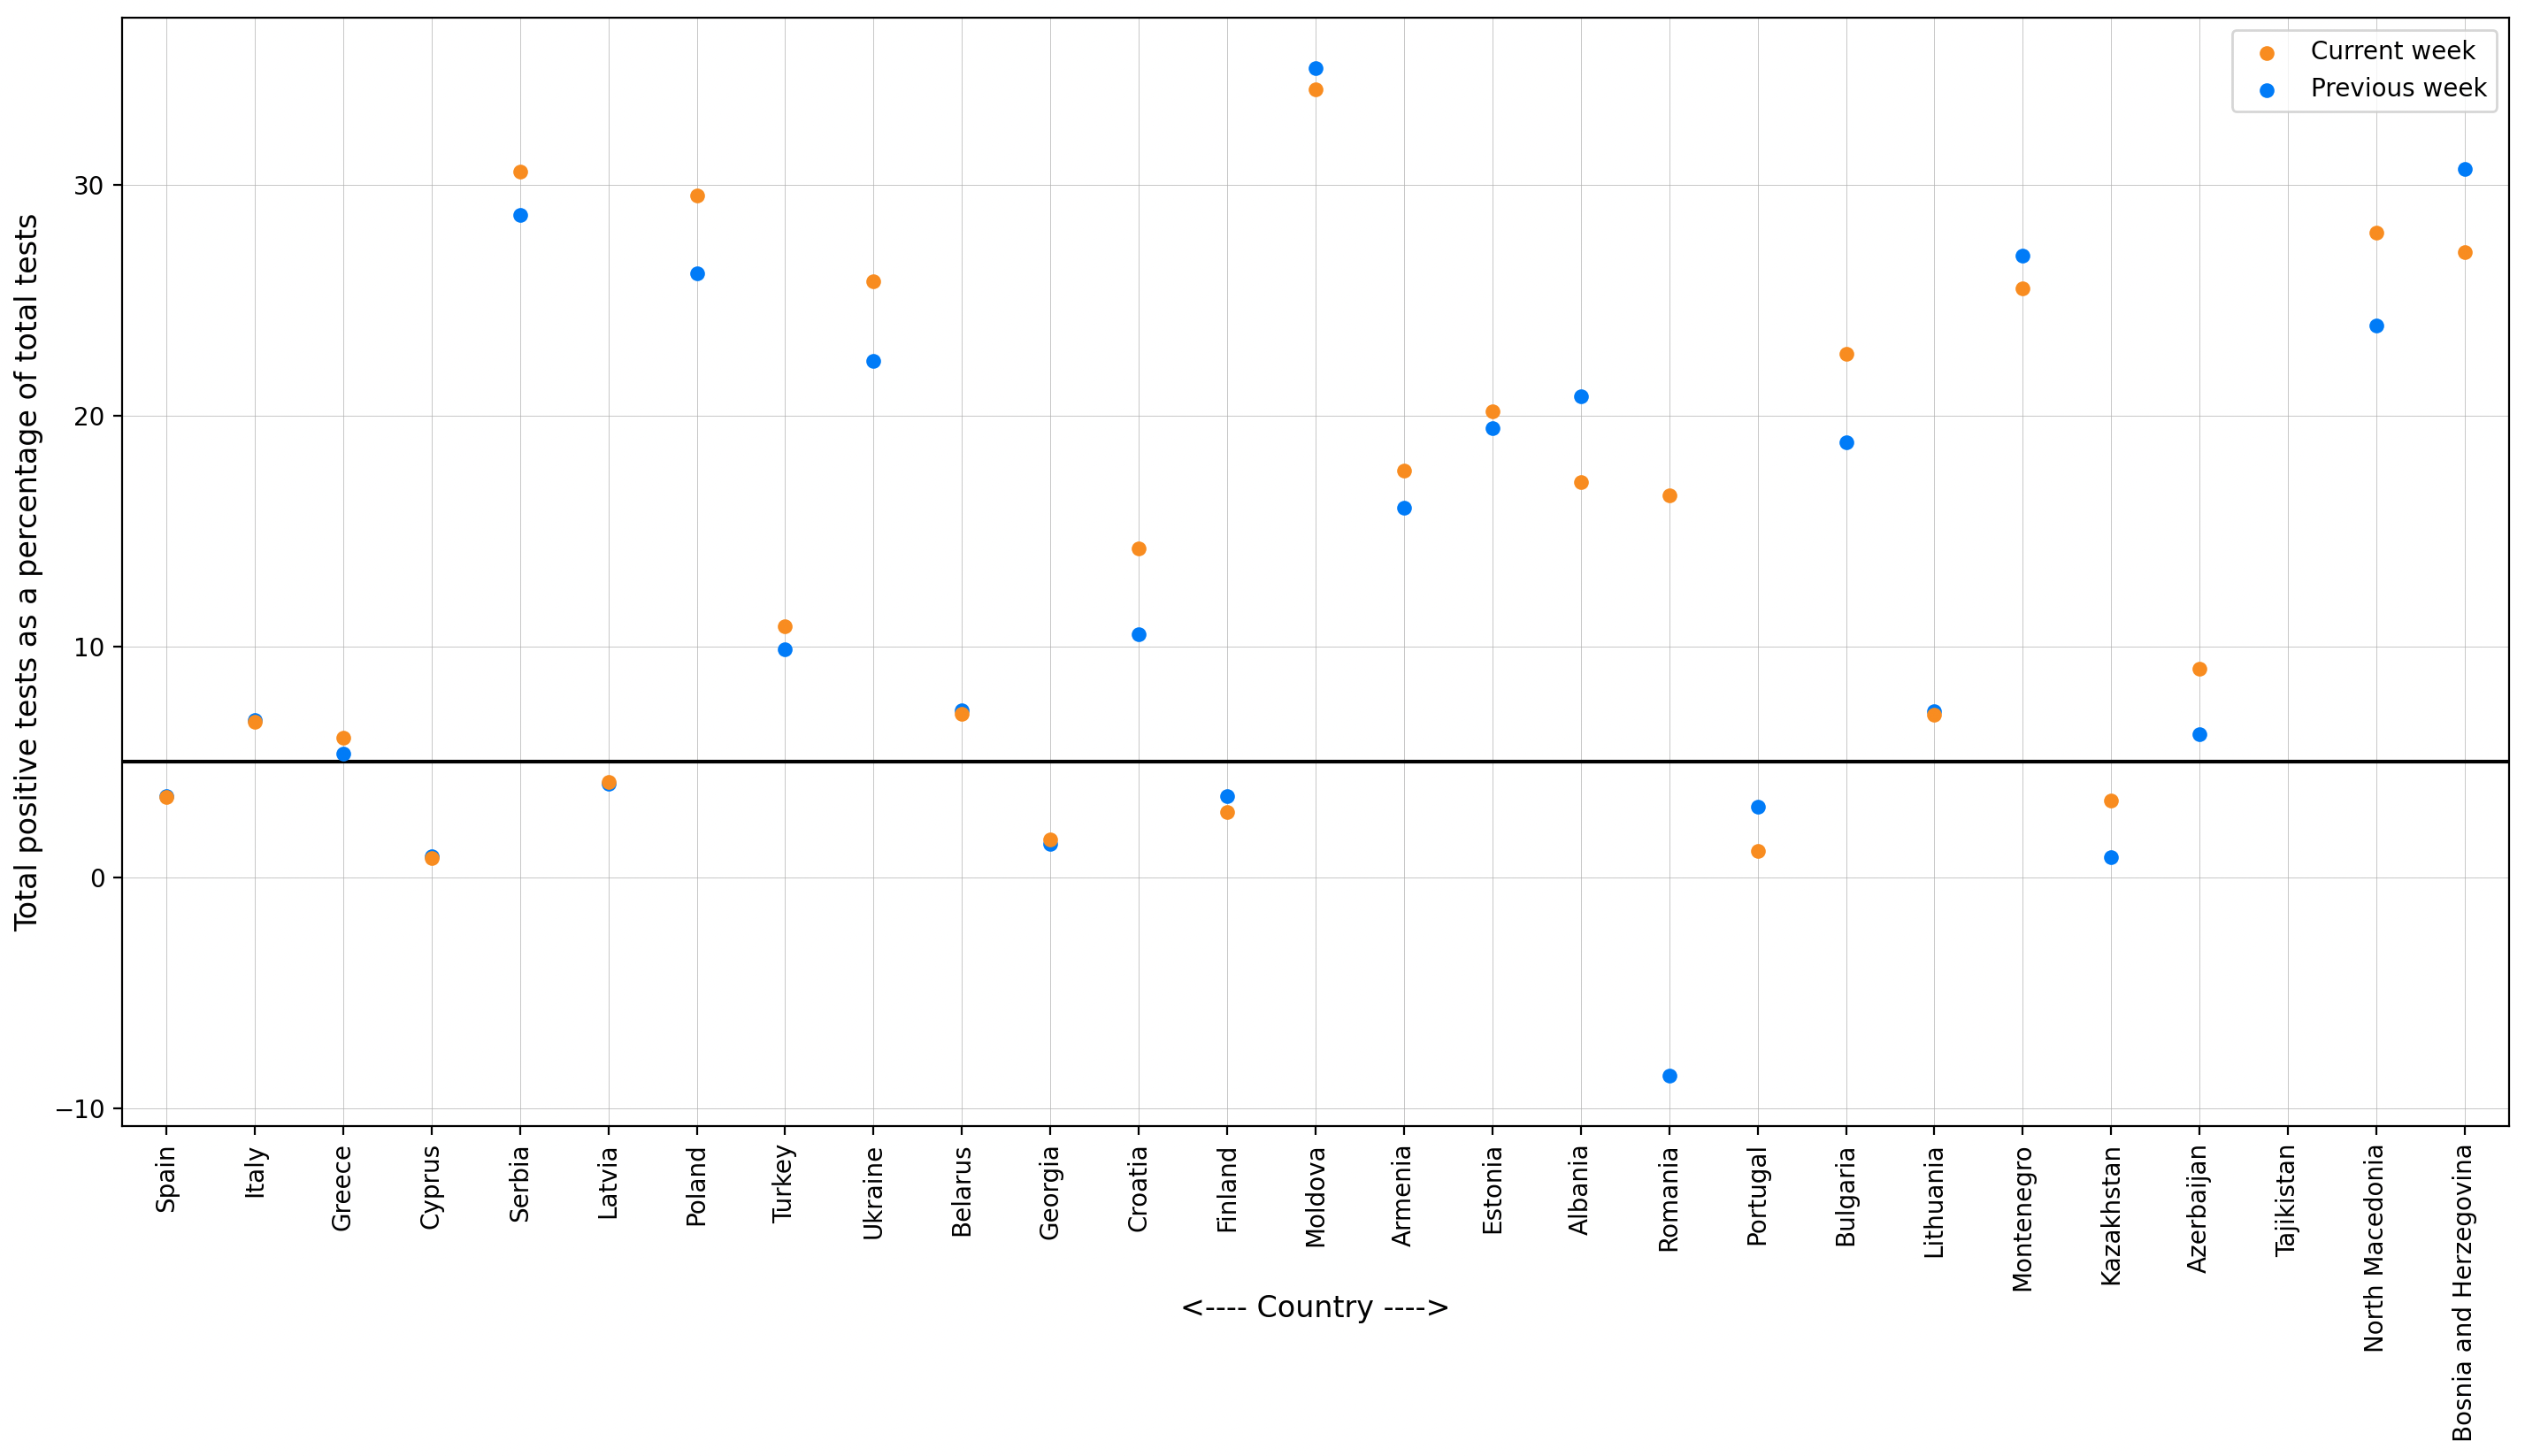 Current week
Previous week
Total positive tests as a percentage of total tests
30
20
10
0
−10
Spain
Italy
Greece
Cyprus
Serbia
Latvia
Poland
Turkey
Ukraine
Belarus
Georgia
Croatia
Finland
Moldova
Armenia
Estonia
Albania
Romania
Portugal
Bulgaria
Lithuania
Montenegro
Kazakhstan
Azerbaijan
Tajikistan
North Macedonia
Bosnia and Herzegovina
<---- Country ---->